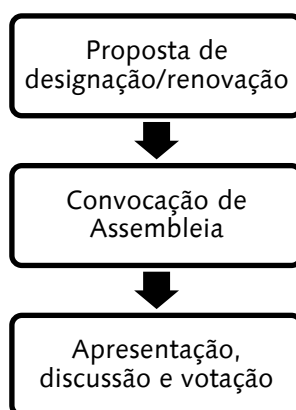 Proposta de
designação/renovação
Convocação de
Assembleia
Apresentação,
discussão e votação